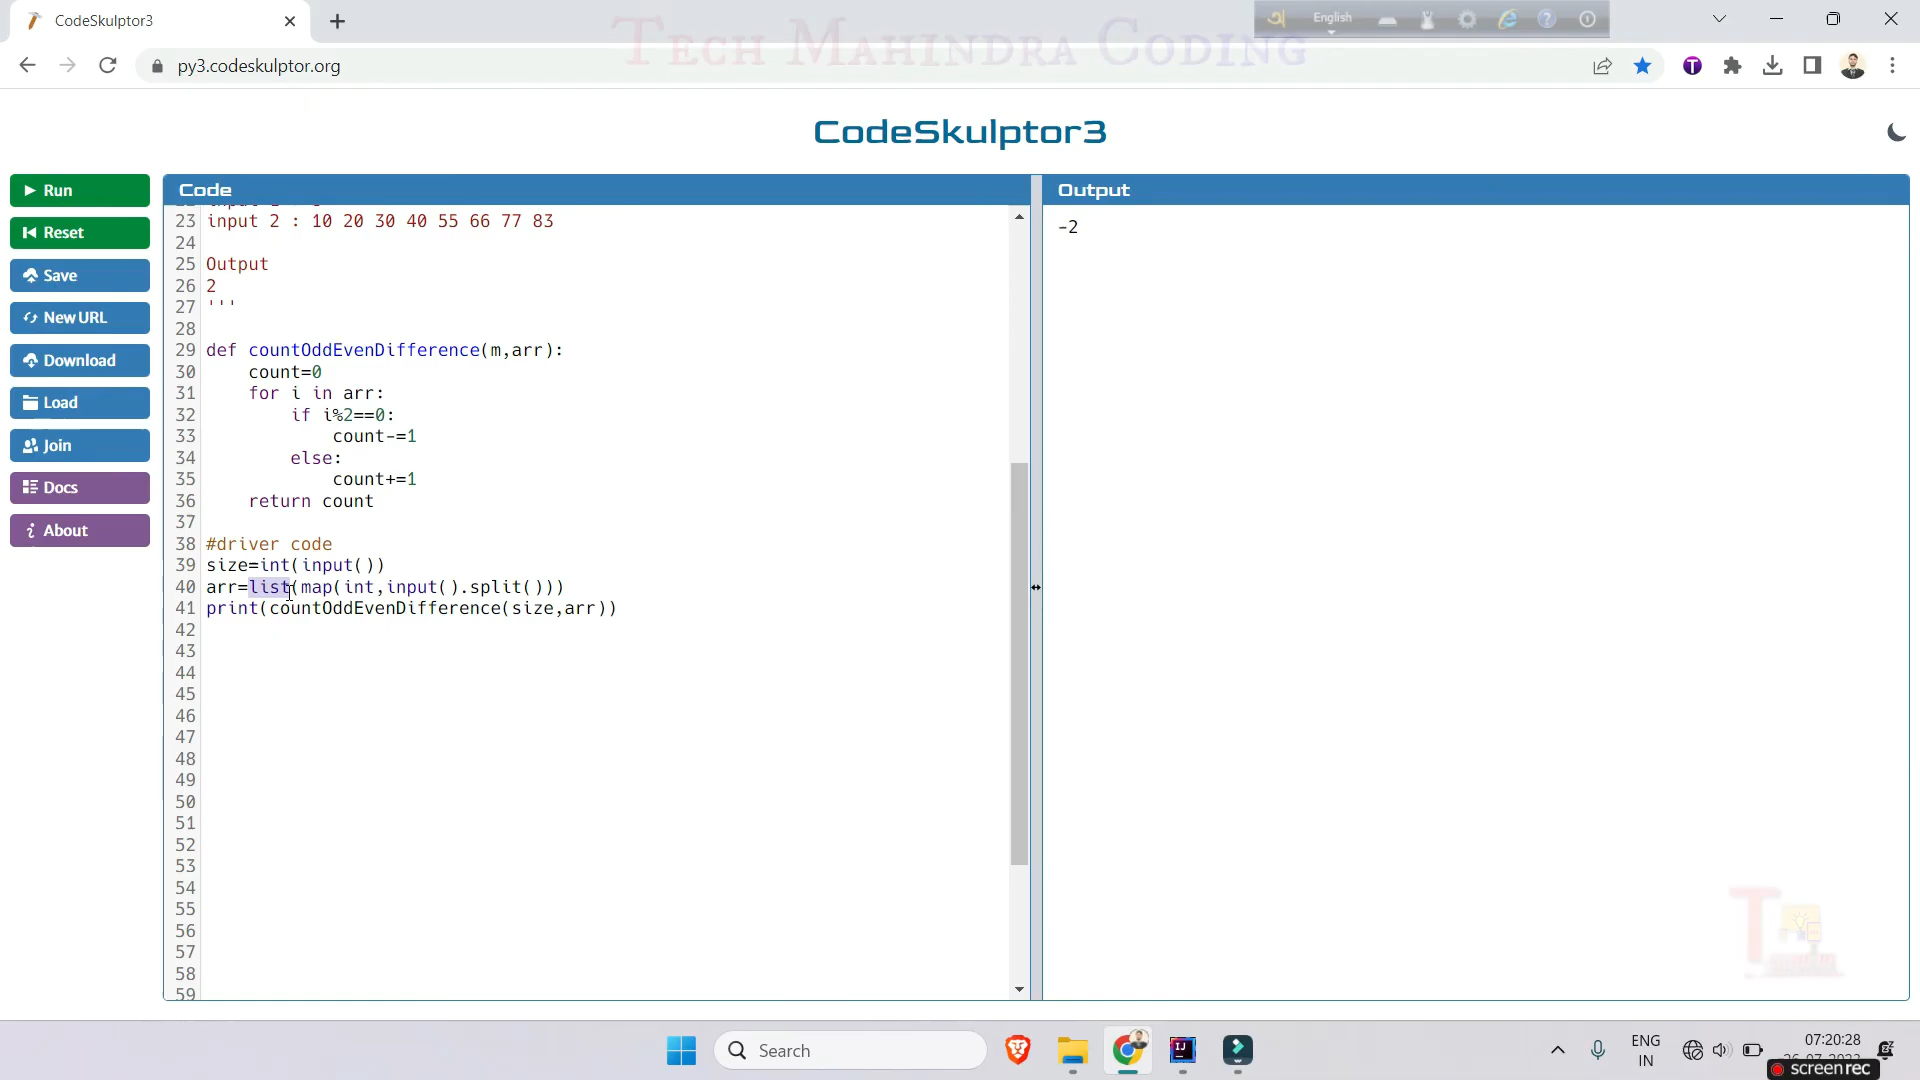 CodeSkulptor3
English
TECH MAHINDRA CODING
py3.codeskulptor.org
CodeSkulptor3
Run
Reset
Save
New URL
Download
Load
Join
Docs
About
Code
23 input 2 : 10 20 30 40 55 66 77 83
24
25 Output
26 2
27 '''
28
29 def countOddEvenDifference(m,arr):
30     count=0
31     for i in arr:
32         if i%2==0:
33             count-=1
34         else:
35             count+=1
36     return count
37
38 #driver code
39 size=int(input())
40 arr=list(map(int,input().split()))
41 print(countOddEvenDifference(size,arr))
42
43
44
45
46
47
48
49
50
51
52
53
54
55
56
57
58
59
Output
-2
Search
ENG
IN
07:20:28
screenrec